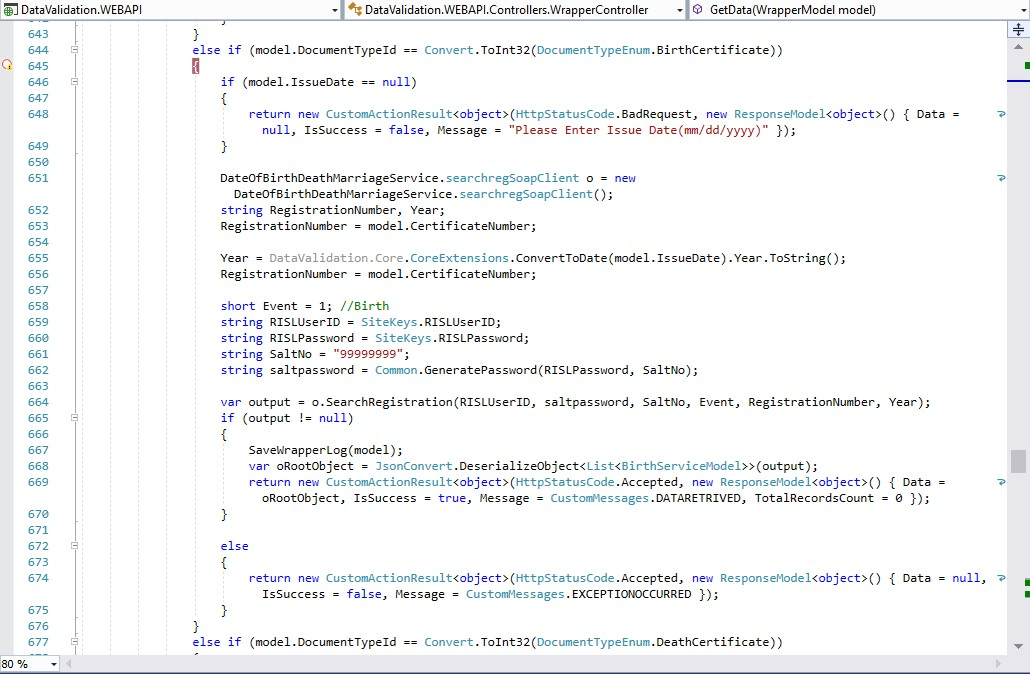 DataValidation.WEBAPI
DataValidation.WEBAPI.Controllers.WrapperController
GetData(WrapperModel model)
643 }
644 else if (model.DocumentTypeId == Convert.ToInt32(DocumentTypeEnum.BirthCertificate))
645 {
646 if (model.IssueDate == null)
647 {
648 return new CustomActionResult<object>(HttpStatusCode.BadRequest, new ResponseModel<object>() { Data =
null, IsSuccess = false, Message = "Please Enter Issue Date(mm/dd/yyyy)" });
649 }
650
651 DateOfBirthDeathMarriageService.searchregSoapClient o = new
DateOfBirthDeathMarriageService.searchregSoapClient();
652 string RegistrationNumber, Year;
653 RegistrationNumber = model.CertificateNumber;
654
655 Year = DataValidation.Core.CoreExtensions.ConvertToDate(model.IssueDate).Year.ToString();
656 RegistrationNumber = model.CertificateNumber;
657
658 short Event = 1; //Birth
659 string RISLUserID = SiteKeys.RISLUserID;
660 string RISLPassword = SiteKeys.RISLPassword;
661 string SaltNo = "99999999";
662 string saltpassword = Common.GeneratePassword(RISLPassword, SaltNo);
663
664 var output = o.SearchRegistration(RISLUserID, saltpassword, SaltNo, Event, RegistrationNumber, Year);
665 if (output != null)
666 {
667 SaveWrapperLog(model);
668 var oRootObject = JsonConvert.DeserializeObject<List<BirthServiceModel>>(output);
669 return new CustomActionResult<object>(HttpStatusCode.Accepted, new ResponseModel<object>() { Data =
oRootObject, IsSuccess = true, Message = CustomMessages.DATARETRIVED, TotalRecordsCount = 0 });
670 }
671
672 else
673 {
674 return new CustomActionResult<object>(HttpStatusCode.Accepted, new ResponseModel<object>() { Data = null,
IsSuccess = false, Message = CustomMessages.EXCEPTIONOCCURRED });
675 }
676 }
677 else if (model.DocumentTypeId == Convert.ToInt32(DocumentTypeEnum.DeathCertificate))
80 %